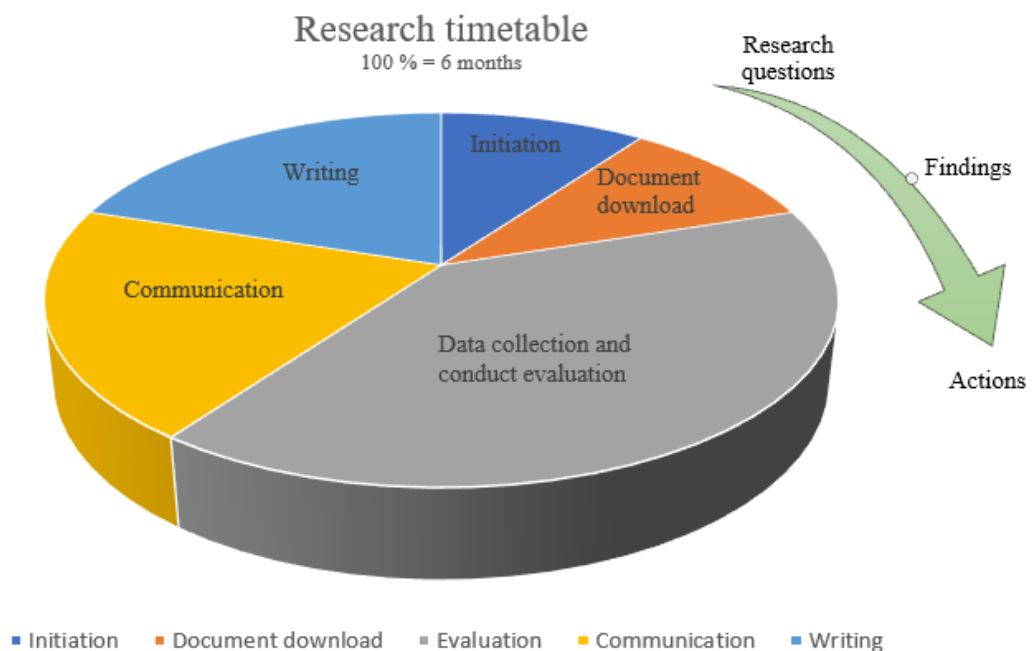 Research timetable
100 % = 6 months
Research
questions
Findings
Actions
Initiation
Document
download
Writing
Communication
Data collection and
conduct evaluation
Initiation
Document download
Evaluation
Communication
Writing